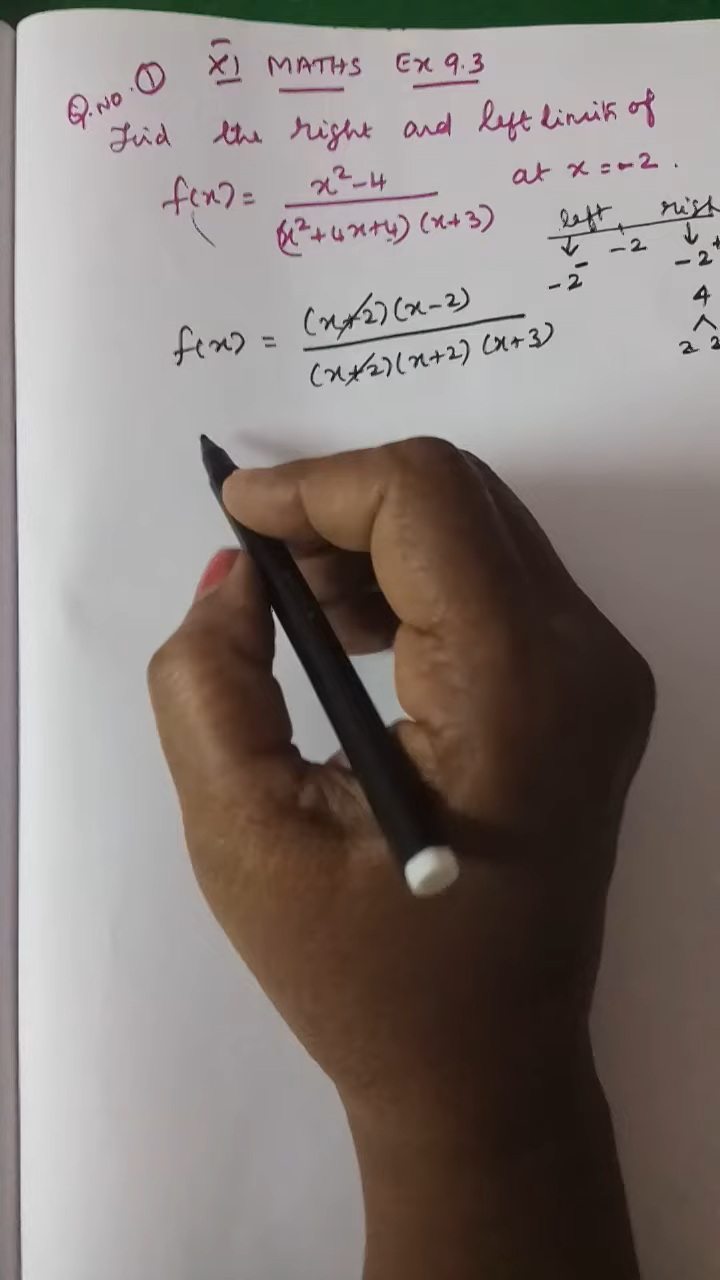 XI MATHS Ex 9.3
Q.NO. ①
Find the right and left limits of
f(x) = x²-4 / (x²+4x+4)(x+3) at x = -2.
left righ
↓ -2 ↓
-2⁻ -2⁺
4
2 2
f(x) = (x+2)(x-2) / (x+2)(x+2)(x+3)